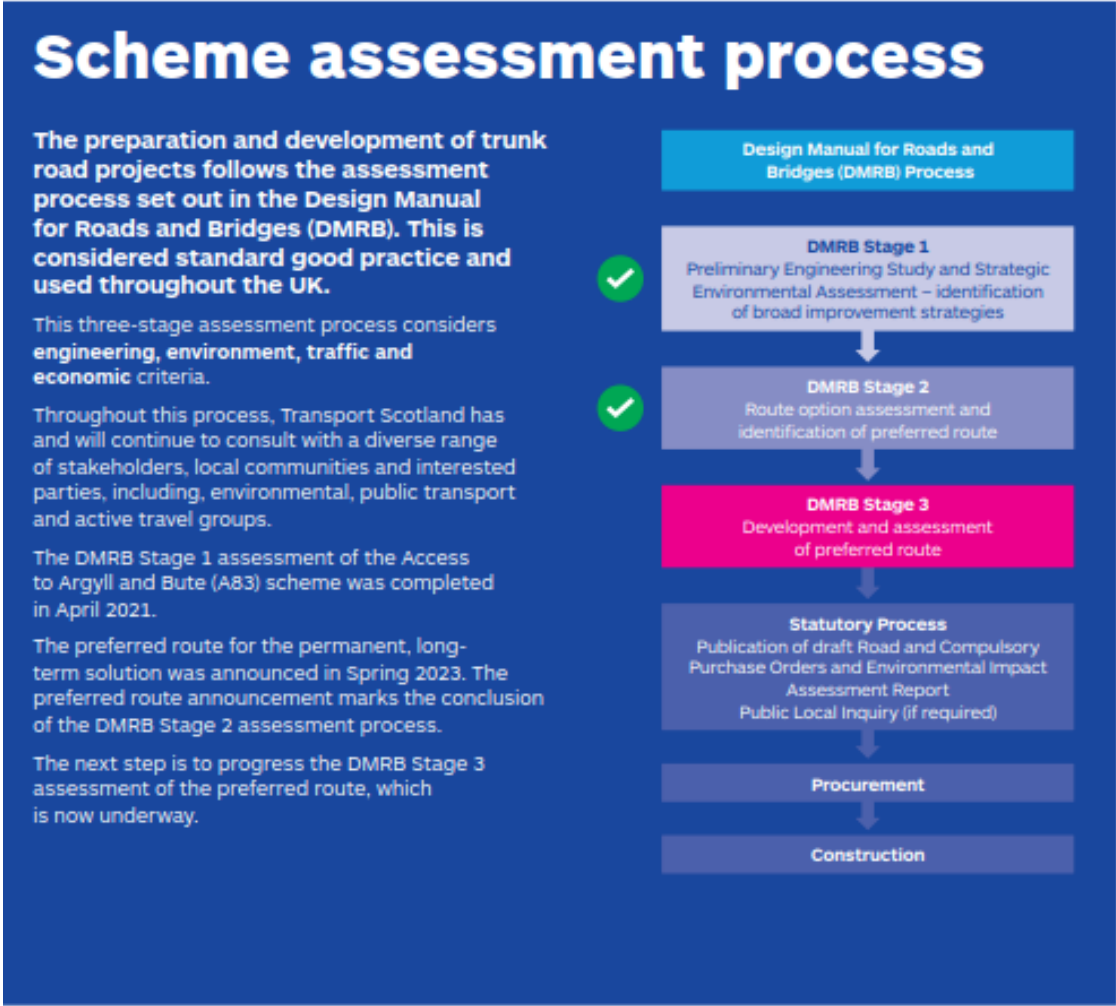 Scheme assessment process
The preparation and development of trunk
road projects follows the assessment
process set out in the Design Manual
for Roads and Bridges (DMRB). This is
considered standard good practice and
used throughout the UK.
This three-stage assessment process considers
engineering, environment, traffic and
economic criteria.
Throughout this process, Transport Scotland has
and will continue to consult with a diverse range
of stakeholders, local communities and interested
parties, including, environmental, public transport
and active travel groups.
The DMRB Stage 1 assessment of the Access
to Argyll and Bute (A83) scheme was completed
in April 2021.
The preferred route for the permanent, long-
term solution was announced in Spring 2023. The
preferred route announcement marks the conclusion
of the DMRB Stage 2 assessment process.
The next step is to progress the DMRB Stage 3
assessment of the preferred route, which
is now underway.
Design Manual for Roads and
Bridges (DMRB) Process
DMRB Stage 1
Preliminary Engineering Study and Strategic
Environmental Assessment – identification
of broad improvement strategies
DMRB Stage 2
Route option assessment and
identification of preferred route
DMRB Stage 3
Development and assessment
of preferred route
Statutory Process
Publication of draft Road and Compulsory
Purchase Orders and Environmental Impact
Assessment Report
Public Local Inquiry (if required)
Procurement
Construction